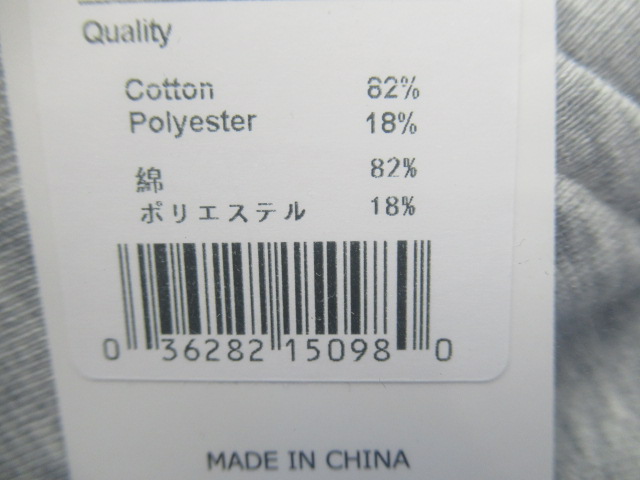 Quality
Cotton 82%
Polyester 18%
綿 82%
ポリエステル 18%
0 36282 15098 0
MADE IN CHINA